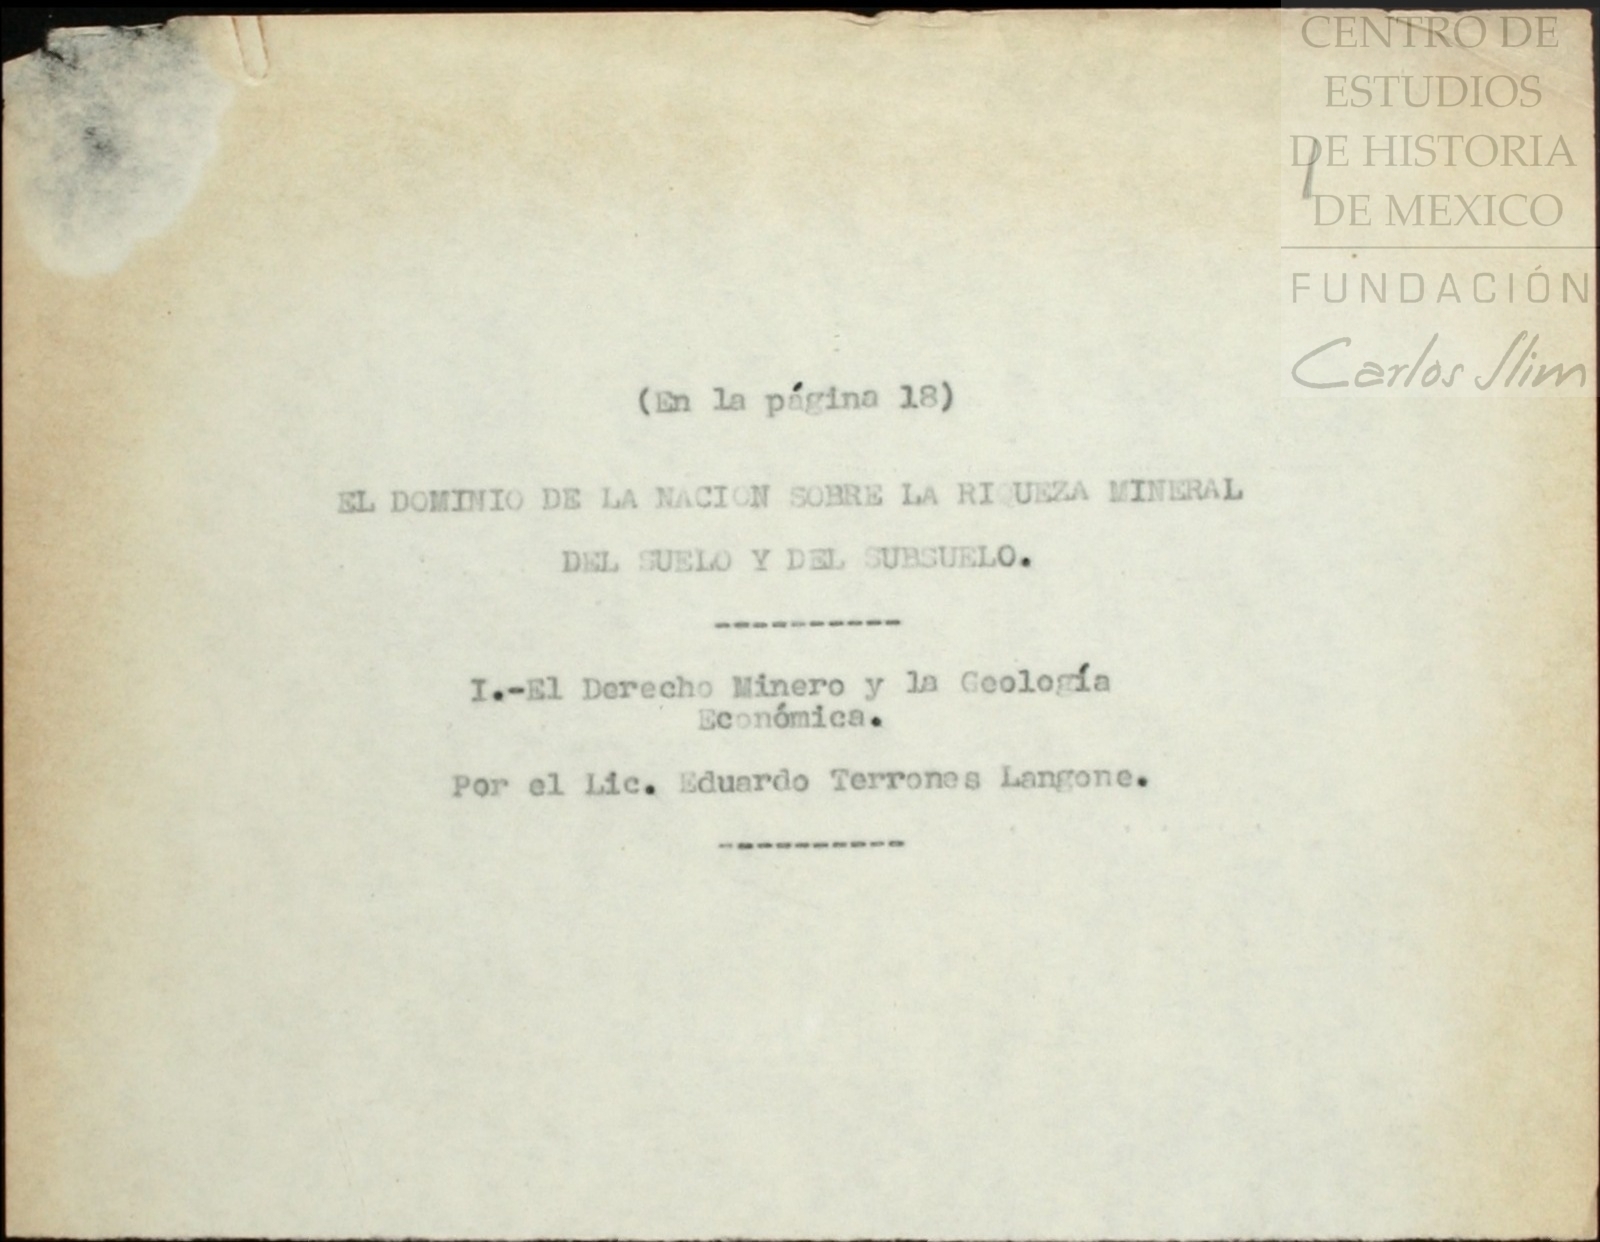 CENTRO DE
ESTUDIOS
DE HISTORIA
DE MEXICO
FUNDACIÓN
Carlos Slim
(En la página 18)
EL DOMINIO DE LA NACION SOBRE LA RIQUEZA MINERAL
DEL SUELO Y DEL SUBSUELO.
-----------
I.-El Derecho Minero y la Geología
Económica.
Por el Lic. Eduardo Terrones Langone.
-----------